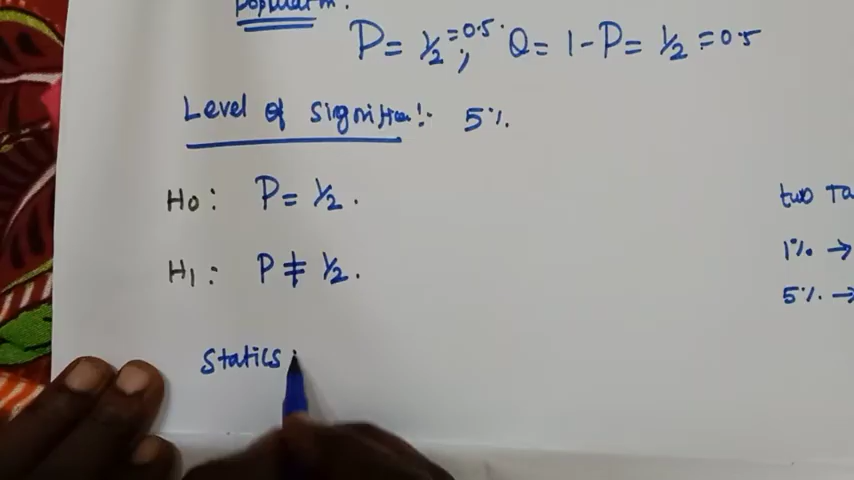 P = 1/2 = 0.5 ; Q = 1 - P = 1/2 = 0.5
Level of :- 5%.
H0 : P = 1/2 .
H1 : P ≠ 1/2 .
Statics :
two Ta
1% →
5% →